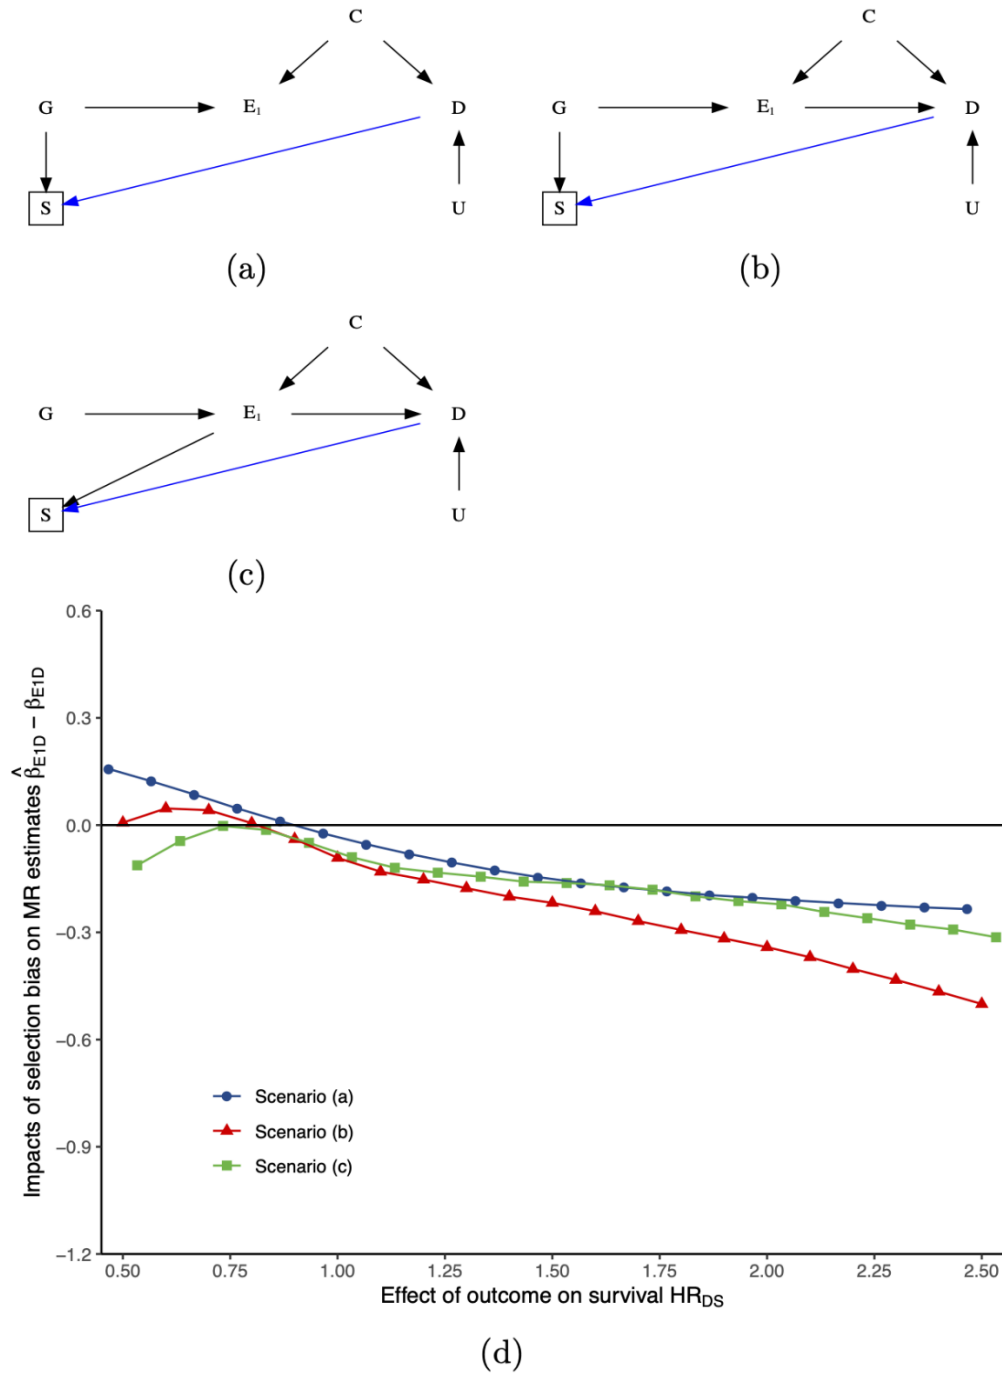 C C
G E₁ D G E₁ D
S U S U
(a) (b)
C
G E₁ D
S U
(c)
0.6
0.3
0.0
−0.3
−0.6
−0.9
−1.2
Impacts of selection bias on MR estimates β̂E1D − βE1D
Scenario (a)
Scenario (b)
Scenario (c)
0.50 0.75 1.00 1.25 1.50 1.75 2.00 2.25 2.50
Effect of outcome on survival HRDS
(d)